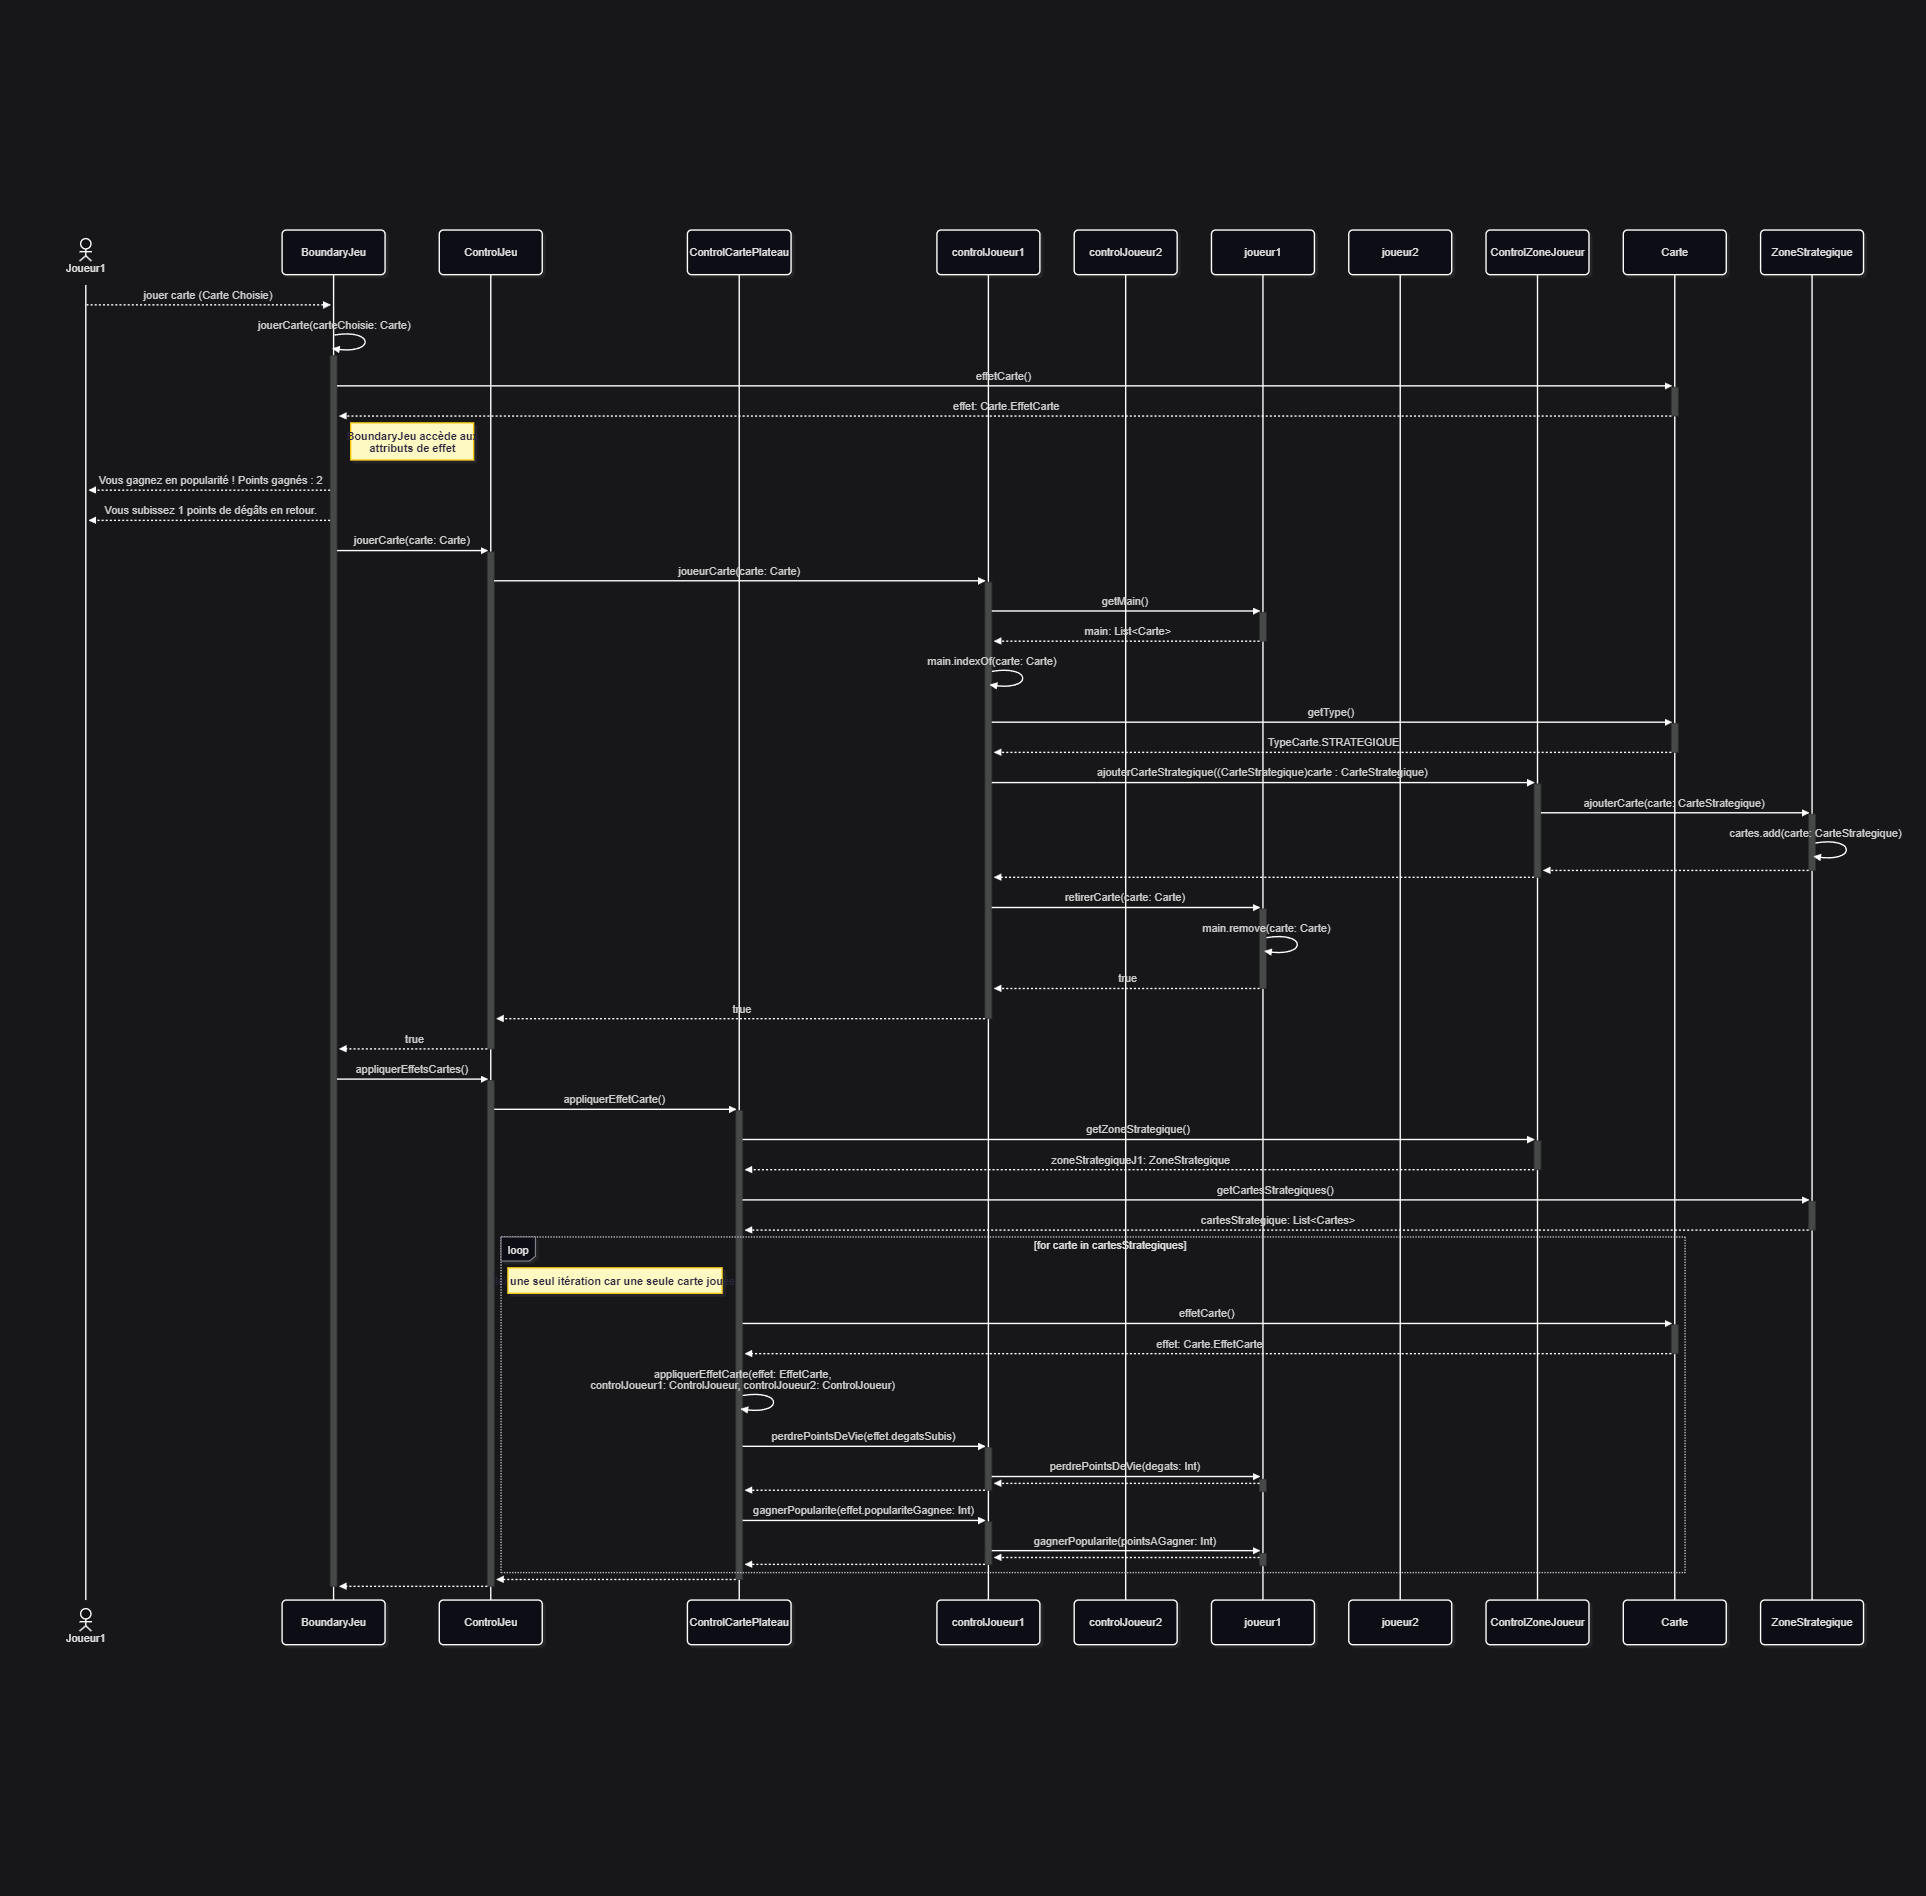 Joueur1
BoundaryJeu
ControlJeu
ControlCartePlateau
controlJoueur1
controlJoueur2
joueur1
joueur2
ControlZoneJoueur
Carte
ZoneStrategique
jouer carte (Carte Choisie)
jouerCarte(carteChoisie: Carte)
effetCarte()
effet: Carte.EffetCarte
BoundaryJeu accède aux
attributs de effet
Vous gagnez en popularité ! Points gagnés : 2
Vous subissez 1 points de dégâts en retour.
jouerCarte(carte: Carte)
joueurCarte(carte: Carte)
getMain()
main: List<Carte>
main.indexOf(carte: Carte)
getType()
TypeCarte.STRATEGIQUE
ajouterCarteStrategique((CarteStrategique)carte : CarteStrategique)
ajouterCarte(carte: CarteStrategique)
cartes.add(carte: CarteStrategique)
retirerCarte(carte: Carte)
main.remove(carte: Carte)
true
true
true
appliquerEffetsCartes()
appliquerEffetCarte()
getZoneStrategique()
zoneStrategiqueJ1: ZoneStrategique
getCartesStrategiques()
cartesStrategique: List<Cartes>
loop
[for carte in cartesStrategiques]
une seul itération car une seule carte jouée
effetCarte()
effet: Carte.EffetCarte
appliquerEffetCarte(effet: EffetCarte,
controlJoueur1: ControlJoueur, controlJoueur2: ControlJoueur)
perdrePointsDeVie(effet.degatsSubis)
perdrePointsDeVie(degats: Int)
gagnerPopularite(effet.populariteGagnee: Int)
gagnerPopularite(pointsAGagner: Int)
Joueur1
BoundaryJeu
ControlJeu
ControlCartePlateau
controlJoueur1
controlJoueur2
joueur1
joueur2
ControlZoneJoueur
Carte
ZoneStrategique